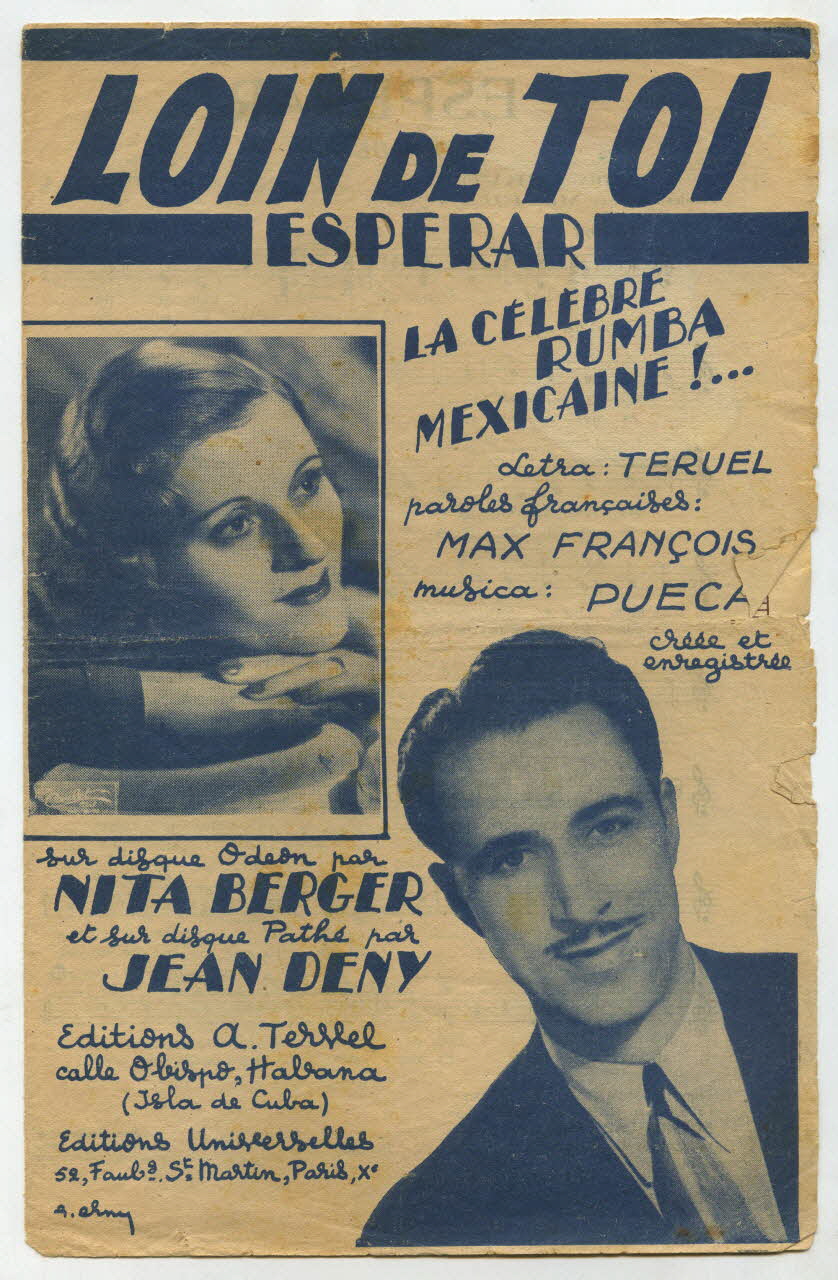 LOIN DE TOI
ESPERAR
LA CÉLÈBRE
RUMBA
MEXICAINE !...
Letra : TERUEL
paroles françaises :
MAX FRANÇOIS
musica : PUECA
créée et
enregistrée
sur disque Odeon par
NITA BERGER
et sur disque Pathé par
JEAN DENY
Editions A. Terrel
calle Obispo, Habana
(Isla de Cuba)
Editions Universelles
52, Faubg. St. Martin, Paris, Xe